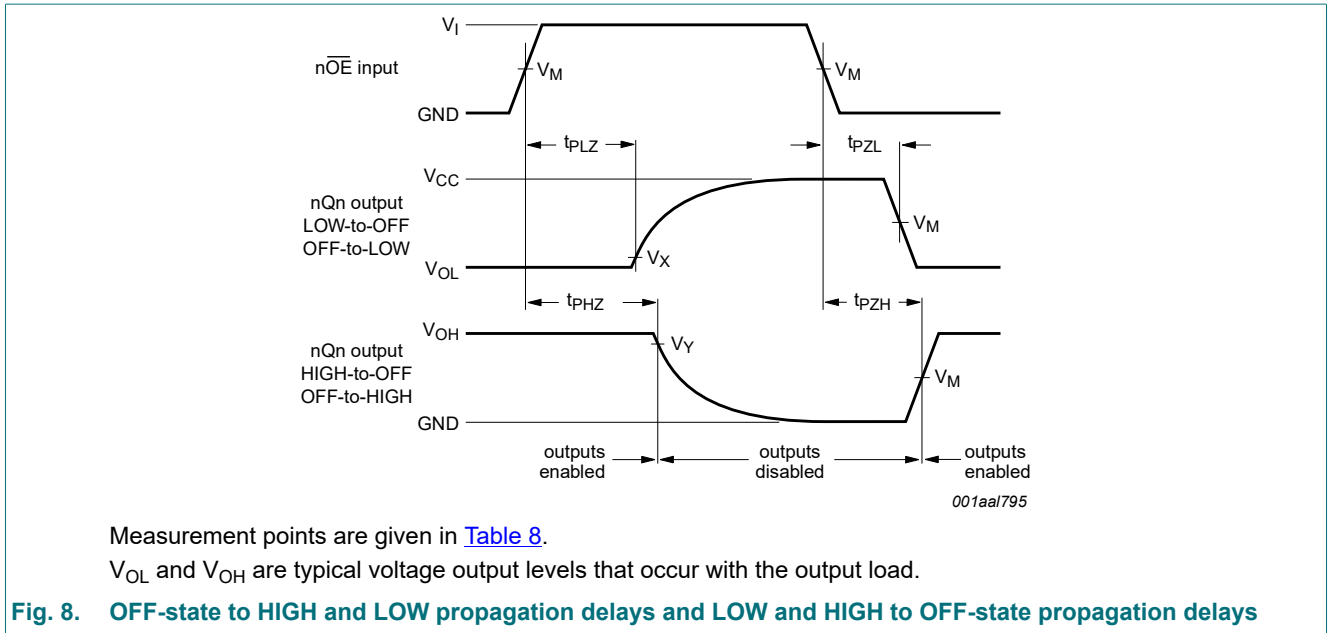 V_I
nOE input
V_M
V_M
GND
t_PLZ
t_PZL
V_CC
nQn output
LOW-to-OFF
OFF-to-LOW
V_M
V_X
V_OL
t_PHZ
t_PZH
V_OH
nQn output
HIGH-to-OFF
OFF-to-HIGH
V_Y
V_M
GND
outputs
enabled
outputs
disabled
outputs
enabled
001aal795
Measurement points are given in Table 8.
V_OL and V_OH are typical voltage output levels that occur with the output load.
Fig. 8. OFF-state to HIGH and LOW propagation delays and LOW and HIGH to OFF-state propagation delays